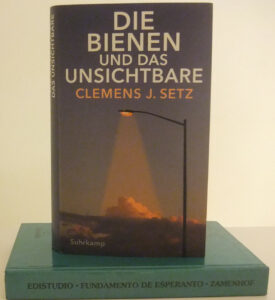 DIE
BIENEN
UND DAS
UNSICHTBARE
CLEMENS J. SETZ
Suhrkamp
DAS UNSICHTBARE
EDISTUDIO · FUNDAMENTO DE ESPERANTO · ZAMENHOF